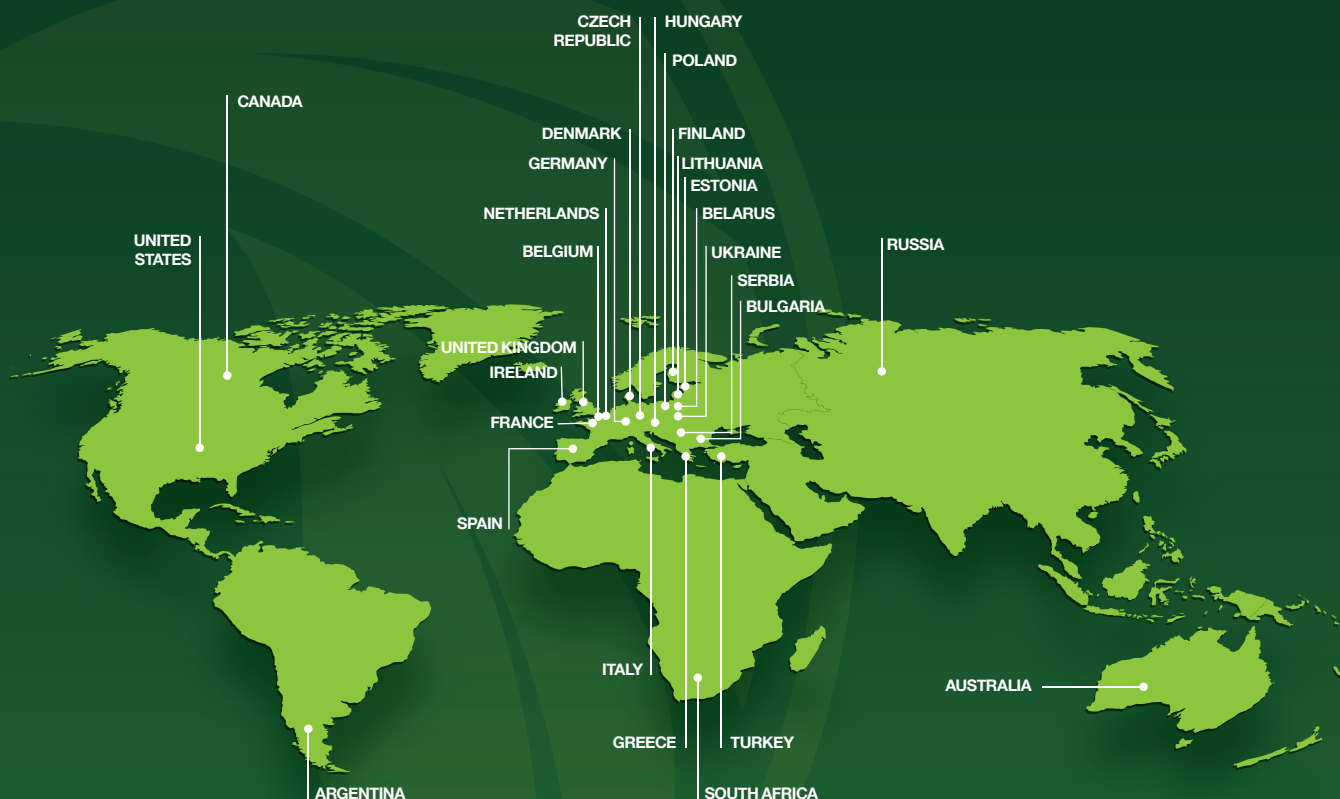 CZECH
REPUBLIC
HUNGARY
POLAND
CANADA
DENMARK
FINLAND
GERMANY
LITHUANIA
ESTONIA
NETHERLANDS
BELARUS
UNITED
STATES
BELGIUM
UKRAINE
RUSSIA
SERBIA
BULGARIA
UNITED KINGDOM
IRELAND
FRANCE
SPAIN
ITALY
AUSTRALIA
GREECE
TURKEY
ARGENTINA
SOUTH AFRICA